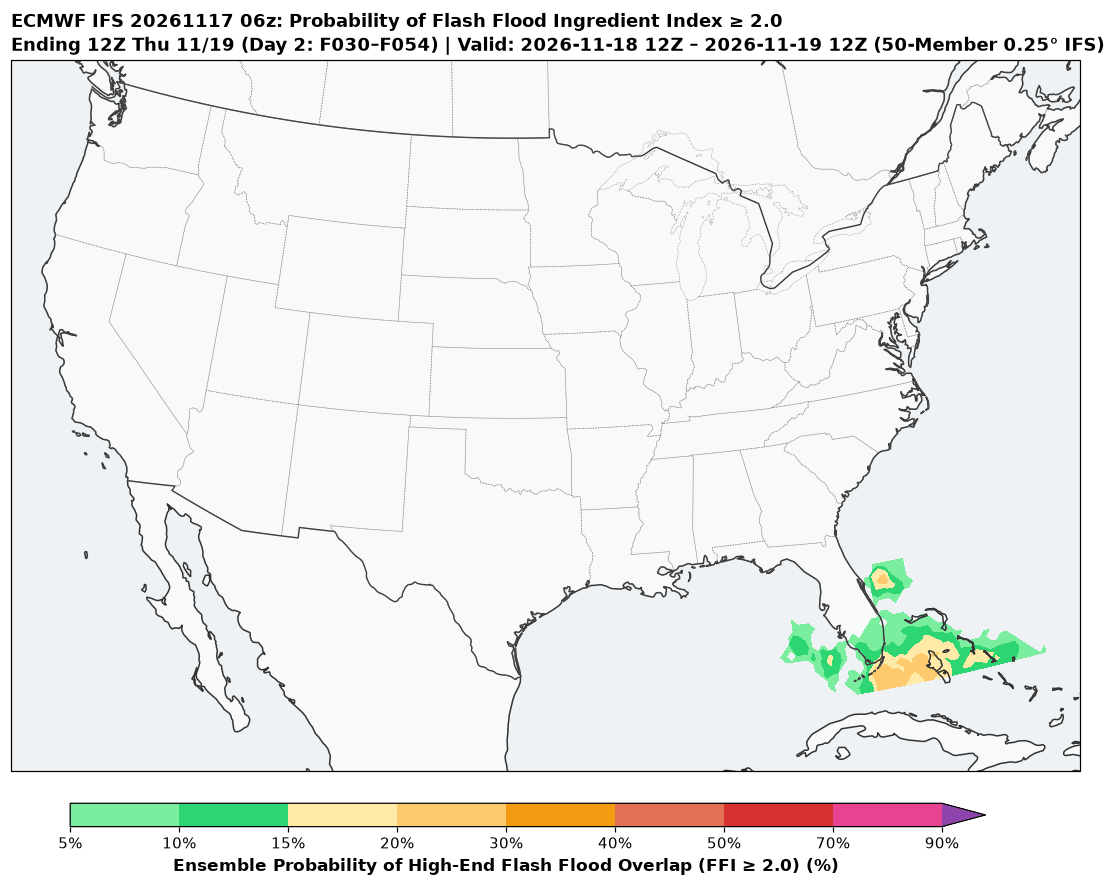 ECMWF IFS 20261117 06z: Probability of Flash Flood Ingredient Index ≥ 2.0
Ending 12Z Thu 11/19 (Day 2: F030–F054) | Valid: 2026-11-18 12Z – 2026-11-19 12Z (50-Member 0.25° IFS)
5% 10% 15% 20% 30% 40% 50% 70% 90%
Ensemble Probability of High-End Flash Flood Overlap (FFI ≥ 2.0) (%)